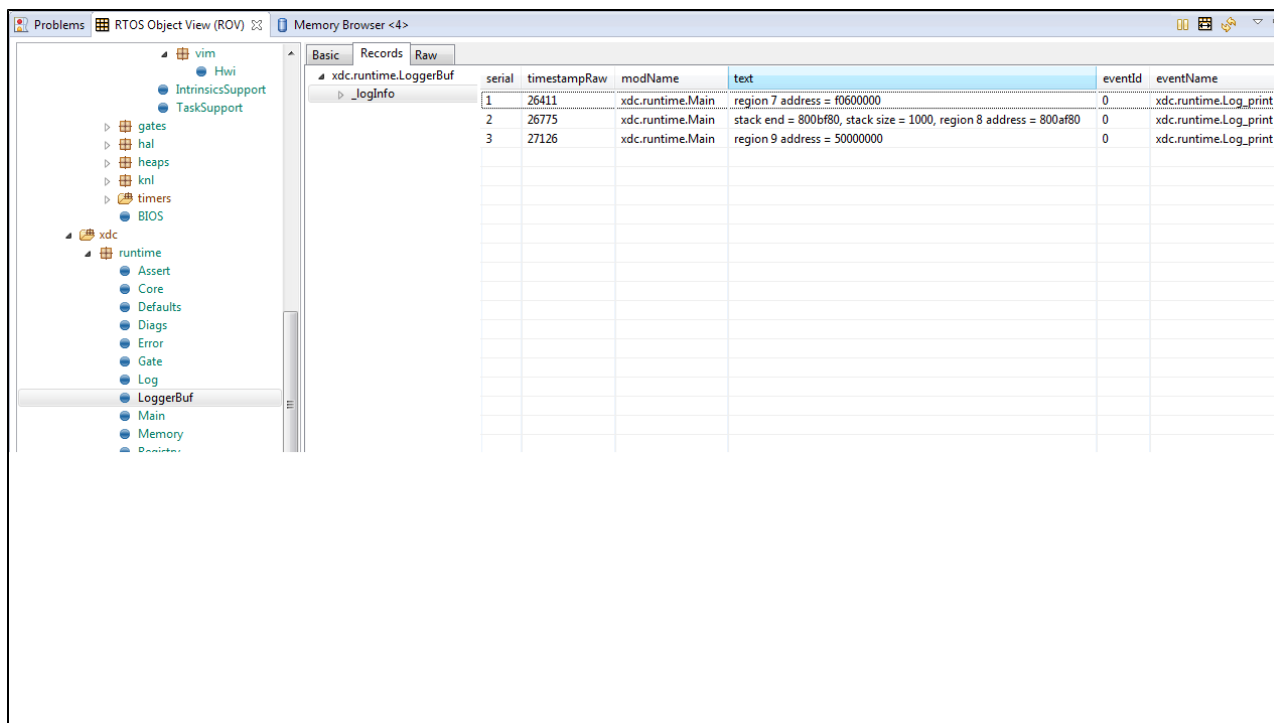 Problems RTOS Object View (ROV) Memory Browser <4>
vim
Hwi
IntrinsicsSupport
TaskSupport
gates
hal
heaps
knl
timers
BIOS
xdc
runtime
Assert
Core
Defaults
Diags
Error
Gate
Log
LoggerBuf
Main
Memory
Registry
Basic Records Raw
xdc.runtime.LoggerBuf
_logInfo
serial timestampRaw modName text eventId eventName
1 26411 xdc.runtime.Main region 7 address = f0600000 0 xdc.runtime.Log_print
2 26775 xdc.runtime.Main stack end = 800bf80, stack size = 1000, region 8 address = 800af80 0 xdc.runtime.Log_print
3 27126 xdc.runtime.Main region 9 address = 50000000 0 xdc.runtime.Log_print